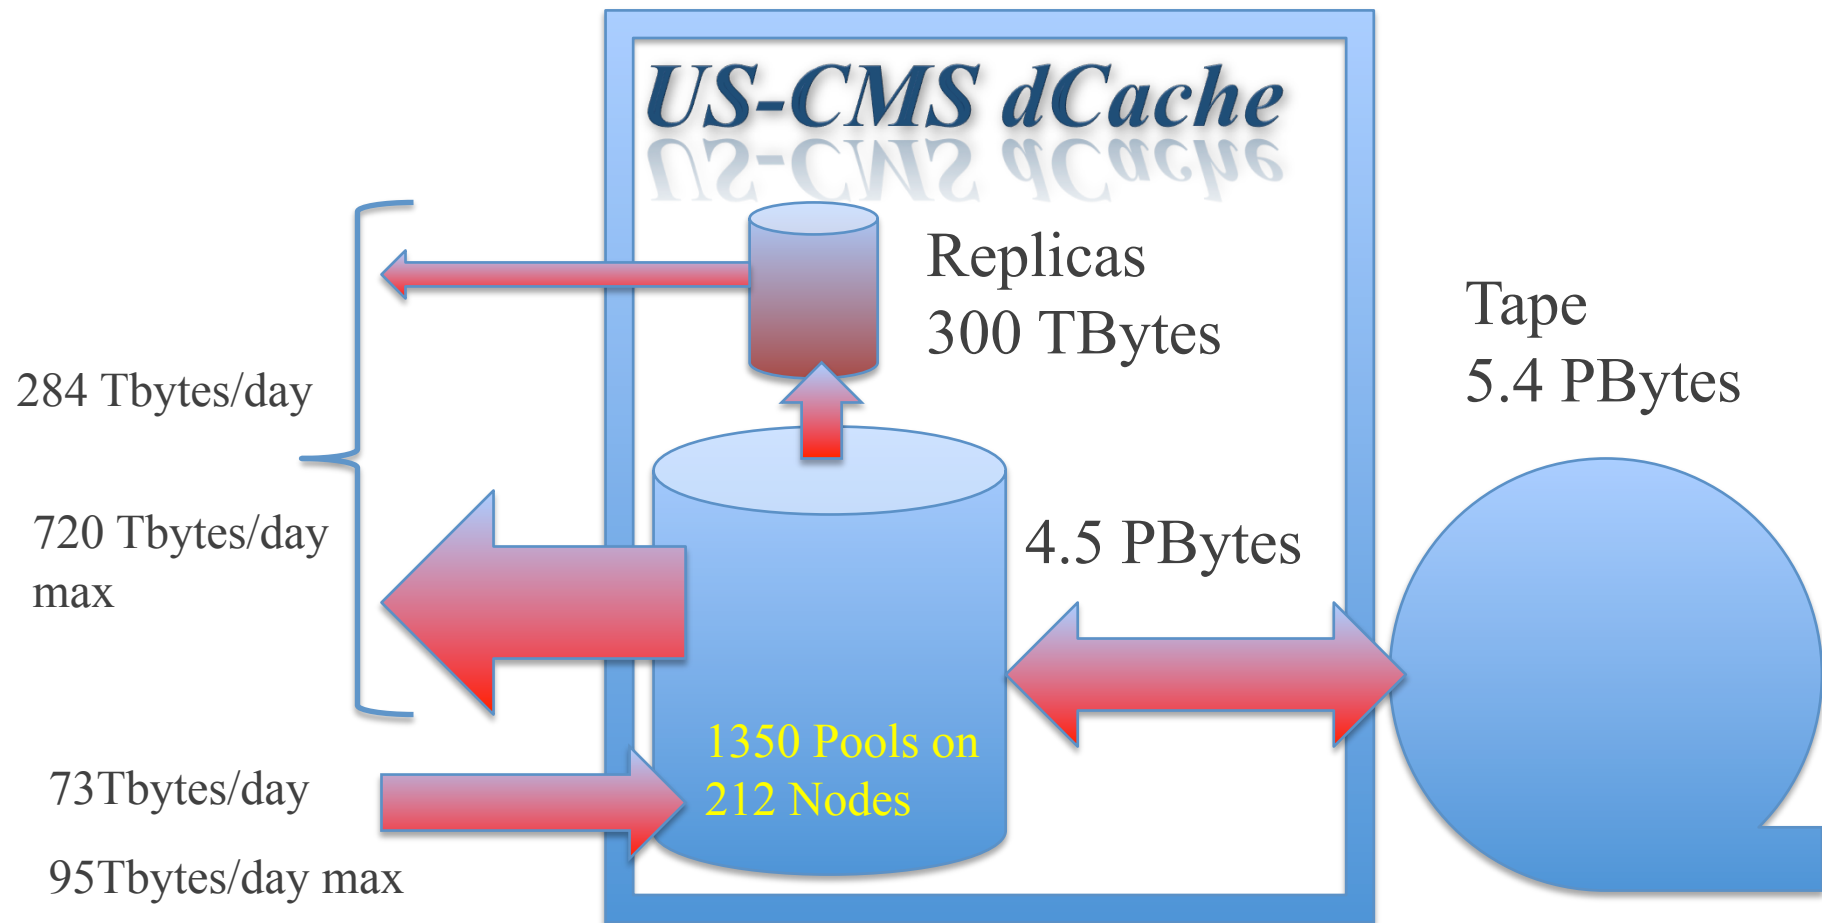 US-CMS dCache
Replicas
300 TBytes
Tape
5.4 PBytes
284 Tbytes/day
720 Tbytes/day
max
4.5 PBytes
1350 Pools on
212 Nodes
73Tbytes/day
95Tbytes/day max